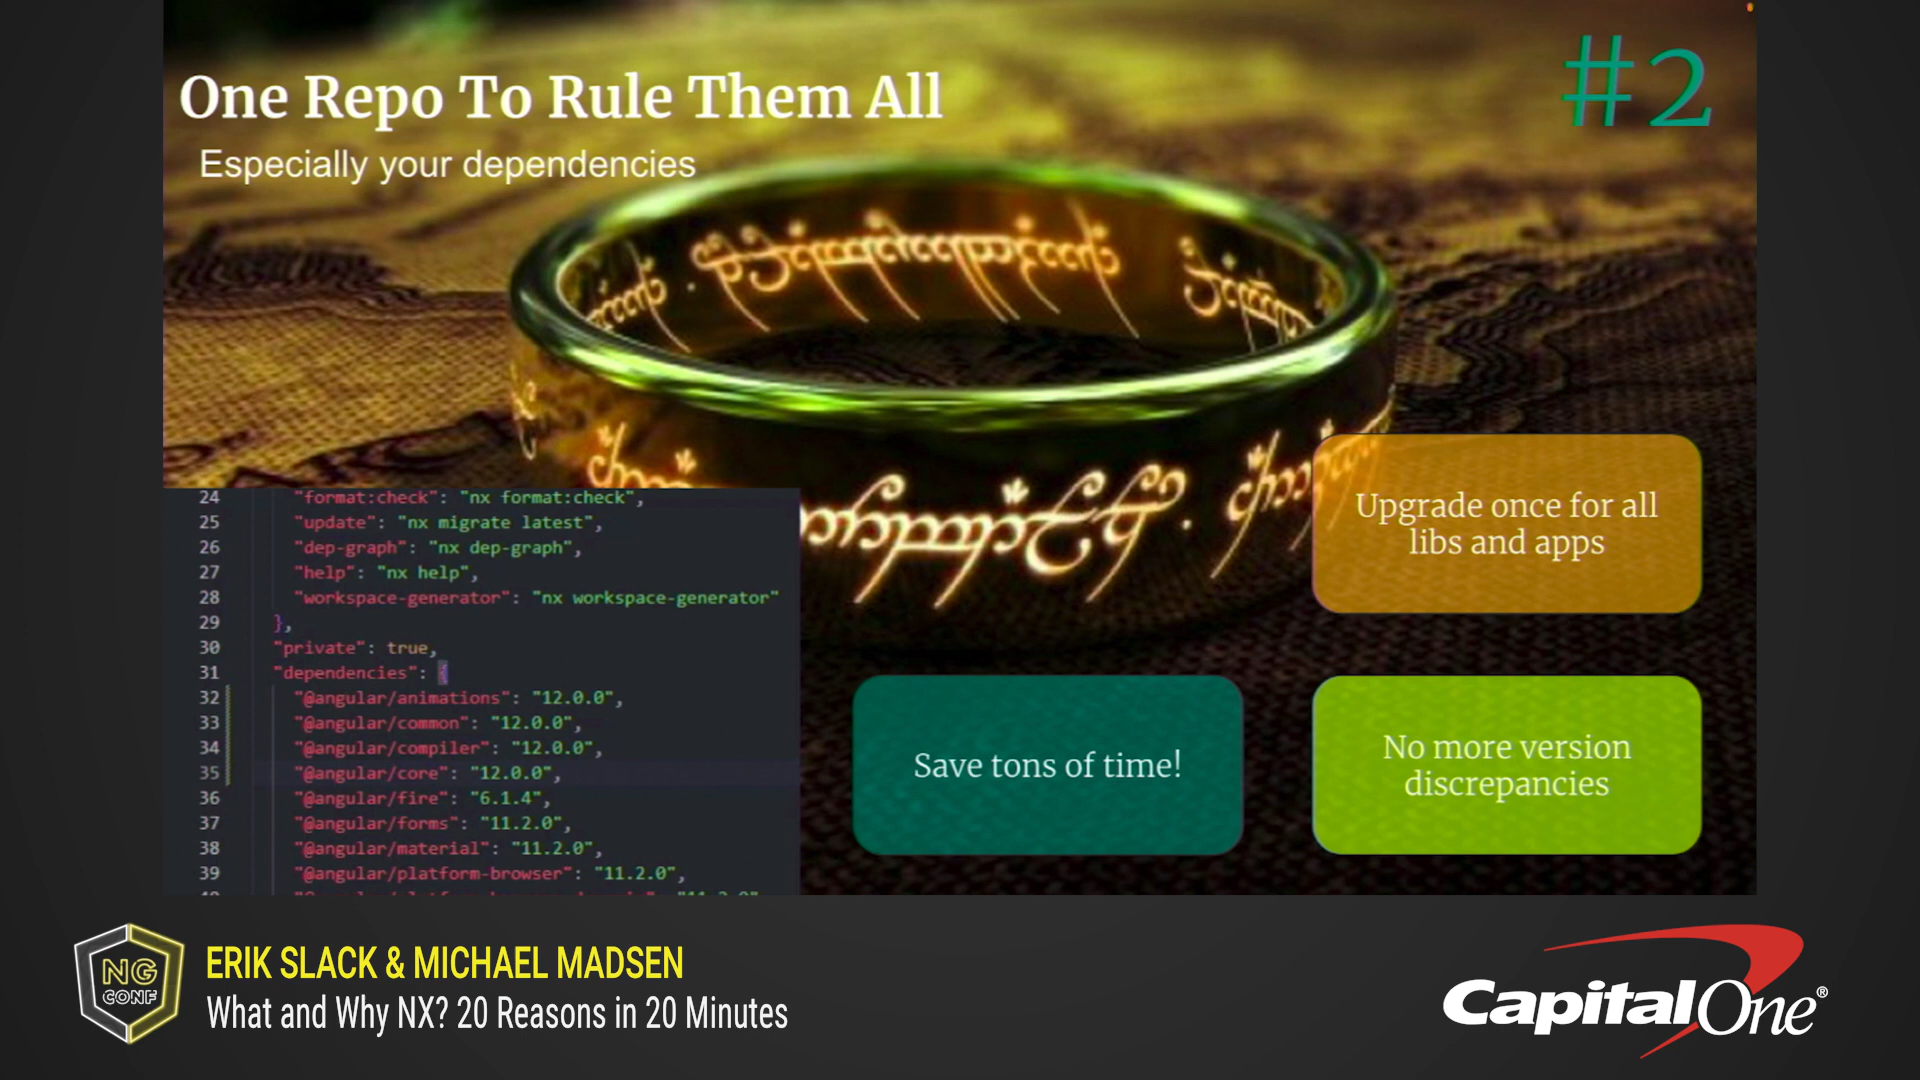 One Repo To Rule Them All
#2
Especially your dependencies
24 "format:check": "nx format:check",
25 "update": "nx migrate latest",
26 "dep-graph": "nx dep-graph",
27 "help": "nx help",
28 "workspace-generator": "nx workspace-generator"
29 },
30 "private": true,
31 "dependencies": {
32 "@angular/animations": "12.0.0",
33 "@angular/common": "12.0.0",
34 "@angular/compiler": "12.0.0",
35 "@angular/core": "12.0.0",
36 "@angular/fire": "6.1.4",
37 "@angular/forms": "11.2.0",
38 "@angular/material": "11.2.0",
39 "@angular/platform-browser": "11.2.0",
Upgrade once for all
libs and apps
Save tons of time!
No more version
discrepancies
NG
CONF
ERIK SLACK & MICHAEL MADSEN
What and Why NX? 20 Reasons in 20 Minutes
CapitalOne®